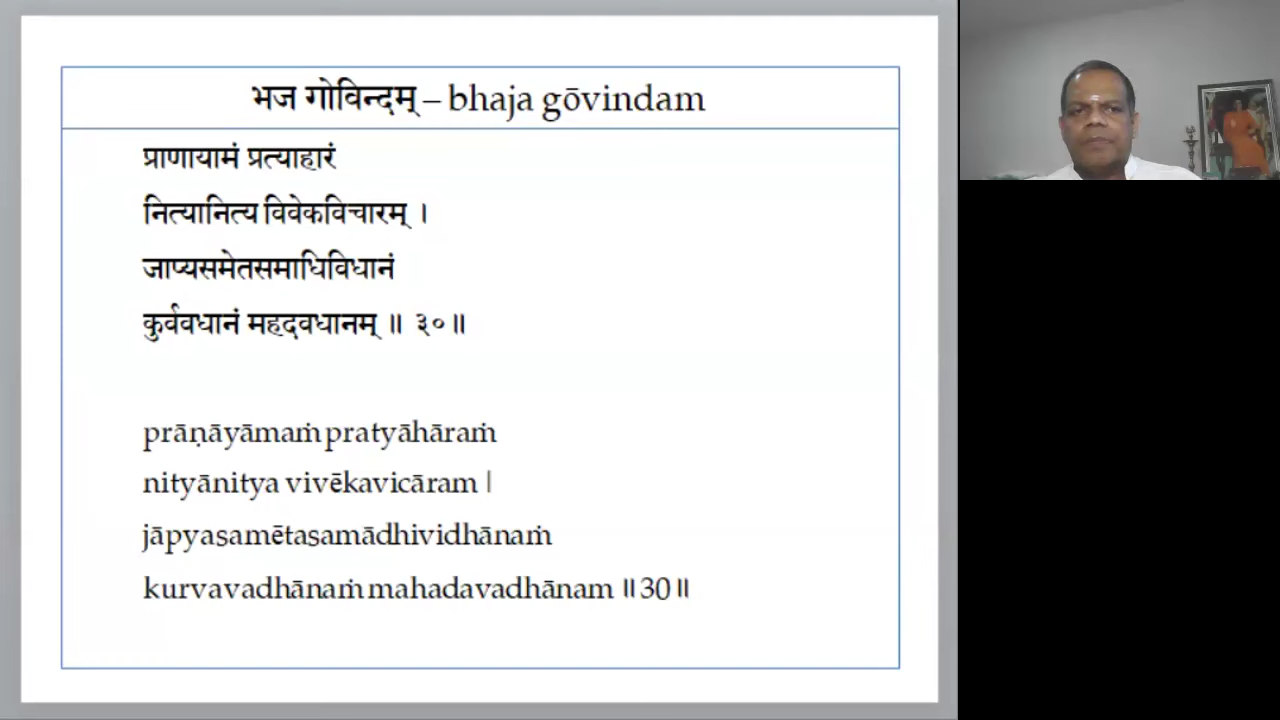 भज गोविन्दम् – bhaja gōvindam
प्राणायामं प्रत्याहारं
नित्यानित्य विवेकविचारम् ।
जाप्यसमेतसमाधिविधानं
कुर्ववधानं महदवधानम् ॥ ३० ॥
prāṇāyāmaṁ pratyāhāraṁ
nityānitya vivēkavicāram |
jāpyasamētasamādhividhānaṁ
kurvavadhānaṁ mahadavadhānam ॥ 30 ॥